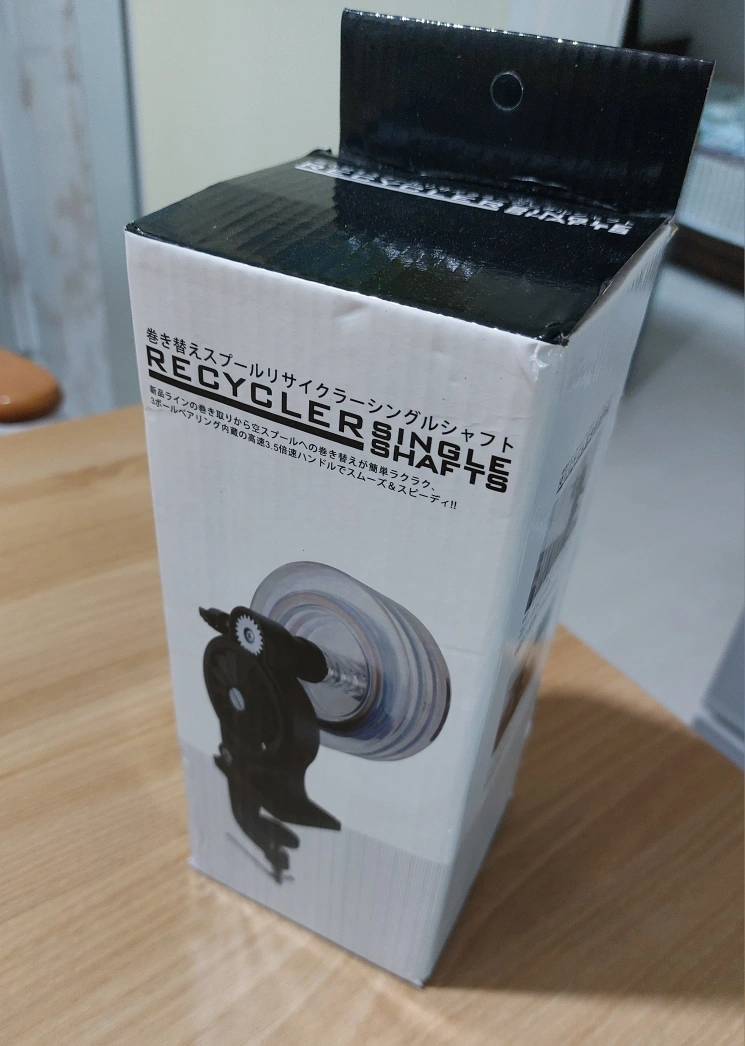 RECYCLER SINGLE SHAFTS
巻き替えスプールリサイクラーシングルシャフト
RECYCLER SINGLE SHAFTS
新品ラインの巻き取りから空スプールへの巻き替えが簡単ラクラク、
3ボールベアリング内蔵の高速3.5倍速ハンドルでスムーズ&スピーディ!!